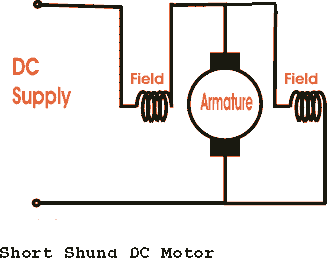 DC
Supply
Field
Armature
Field
Short Shund DC Motor